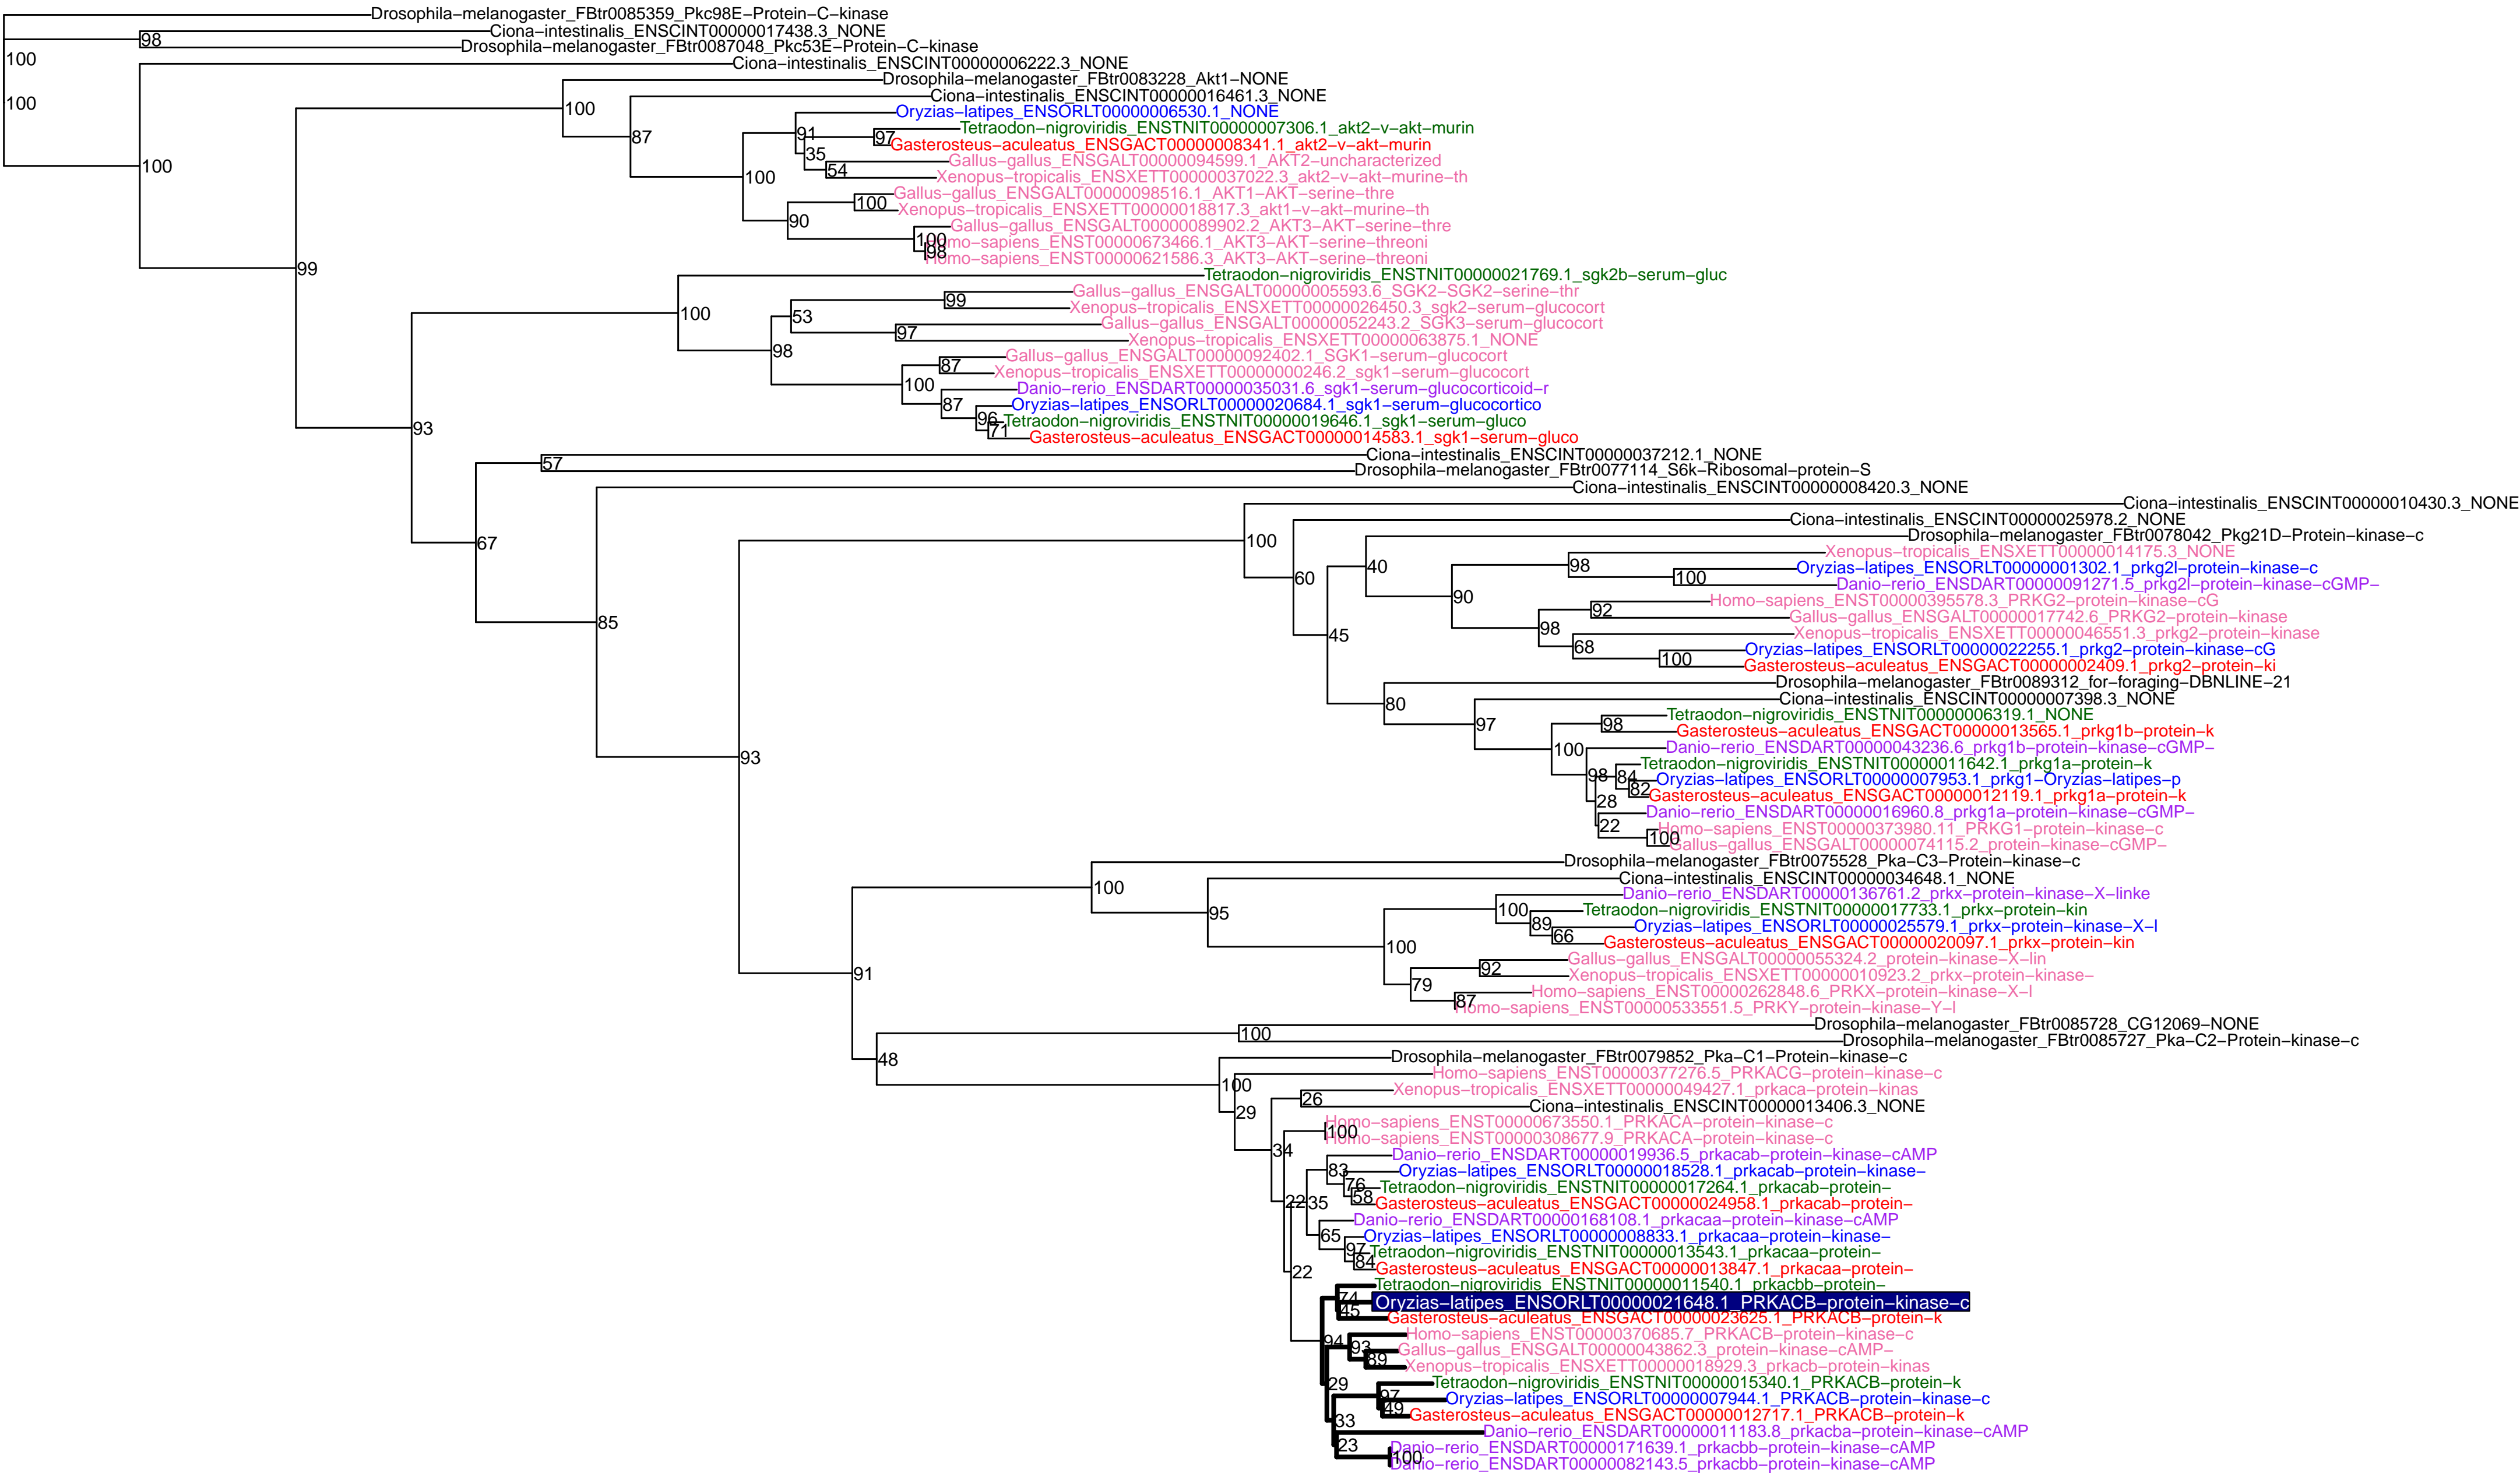 Drosophila−melanogaster_FBtr0085359_Pkc98E−Protein−C−kinase
Ciona−intestinalis_ENSCINT00000017438.3_NONE
98
Drosophila−melanogaster_FBtr0087048_Pkc53E−Protein−C−kinase
100
Ciona−intestinalis_ENSCINT00000006222.3_NONE
Drosophila−melanogaster_FBtr0083228_Akt1−NONE
Ciona−intestinalis_ENSCINT00000016461.3_NONE
100
100
Oryzias−latipes_ENSORLT00000006530.1_NONE
Tetraodon−nigroviridis_ENSTNIT00000007306.1_akt2−v−akt−murin
91
97
87
Gasterosteus−aculeatus_ENSGACT00000008341.1_akt2−v−akt−murin
35
Gallus−gallus_ENSGALT00000094599.1_AKT2−uncharacterized
100
54
Xenopus−tropicalis_ENSXETT00000037022.3_akt2−v−akt−murine−th
100
Gallus−gallus_ENSGALT00000098516.1_AKT1−AKT−serine−thre
100
Xenopus−tropicalis_ENSXETT00000018817.3_akt1−v−akt−murine−th
90
Gallus−gallus_ENSGALT00000089902.2_AKT3−AKT−serine−thre
100
Homo−sapiens_ENST00000673466.1_AKT3−AKT−serine−threoni
98
Homo−sapiens_ENST00000621586.3_AKT3−AKT−serine−threoni
99
Tetraodon−nigroviridis_ENSTNIT00000021769.1_sgk2b−serum−gluc
Gallus−gallus_ENSGALT00000005593.6_SGK2−SGK2−serine−thr
99
Xenopus−tropicalis_ENSXETT00000026450.3_sgk2−serum−glucocort
100
53
Gallus−gallus_ENSGALT00000052243.2_SGK3−serum−glucocort
97
Xenopus−tropicalis_ENSXETT00000063875.1_NONE
98
Gallus−gallus_ENSGALT00000092402.1_SGK1−serum−glucocort
87
Xenopus−tropicalis_ENSXETT00000000246.2_sgk1−serum−glucocort
100
Danio−rerio_ENSDART00000035031.6_sgk1−serum−glucocorticoid−r
87
Oryzias−latipes_ENSORLT00000020684.1_sgk1−serum−glucocortico
96
Tetraodon−nigroviridis_ENSTNIT00000019646.1_sgk1−serum−gluco
93
71
Gasterosteus−aculeatus_ENSGACT00000014583.1_sgk1−serum−gluco
Ciona−intestinalis_ENSCINT00000037212.1_NONE
57
Drosophila−melanogaster_FBtr0077114_S6k−Ribosomal−protein−S
Ciona−intestinalis_ENSCINT00000008420.3_NONE
Ciona−intestinalis_ENSCINT00000010430.3_NONE
Ciona−intestinalis_ENSCINT00000025978.2_NONE
Drosophila−melanogaster_FBtr0078042_Pkg21D−Protein−kinase−c
67
100
Xenopus−tropicalis_ENSXETT00000014175.3_NONE
40
98
Oryzias−latipes_ENSORLT00000001302.1_prkg2l−protein−kinase−c
60
100
Danio−rerio_ENSDART00000091271.5_prkg2l−protein−kinase−cGMP−
90
Homo−sapiens_ENST00000395578.3_PRKG2−protein−kinase−cG
92
Gallus−gallus_ENSGALT00000017742.6_PRKG2−protein−kinase
85
98
Xenopus−tropicalis_ENSXETT00000046551.3_prkg2−protein−kinase
45
68
Oryzias−latipes_ENSORLT00000022255.1_prkg2−protein−kinase−cG
100
Gasterosteus−aculeatus_ENSGACT00000002409.1_prkg2−protein−ki
Drosophila−melanogaster_FBtr0089312_for−foraging−DBNLINE−21
80
Ciona−intestinalis_ENSCINT00000007398.3_NONE
Tetraodon−nigroviridis_ENSTNIT00000006319.1_NONE
97
98
Gasterosteus−aculeatus_ENSGACT00000013565.1_prkg1b−protein−k
100
Danio−rerio_ENSDART00000043236.6_prkg1b−protein−kinase−cGMP−
93
Tetraodon−nigroviridis_ENSTNIT00000011642.1_prkg1a−protein−k
98
84
Oryzias−latipes_ENSORLT00000007953.1_prkg1−Oryzias−latipes−p
82
Gasterosteus−aculeatus_ENSGACT00000012119.1_prkg1a−protein−k
28
Danio−rerio_ENSDART00000016960.8_prkg1a−protein−kinase−cGMP−
22
Homo−sapiens_ENST00000373980.11_PRKG1−protein−kinase−c
100
Gallus−gallus_ENSGALT00000074115.2_protein−kinase−cGMP−
Drosophila−melanogaster_FBtr0075528_Pka−C3−Protein−kinase−c
100
Ciona−intestinalis_ENSCINT00000034648.1_NONE
Danio−rerio_ENSDART00000136761.2_prkx−protein−kinase−X−linke
95
100
Tetraodon−nigroviridis_ENSTNIT00000017733.1_prkx−protein−kin
89
Oryzias−latipes_ENSORLT00000025579.1_prkx−protein−kinase−X−l
66
Gasterosteus−aculeatus_ENSGACT00000020097.1_prkx−protein−kin
100
Gallus−gallus_ENSGALT00000055324.2_protein−kinase−X−lin
92
Xenopus−tropicalis_ENSXETT00000010923.2_prkx−protein−kinase−
91
79
Homo−sapiens_ENST00000262848.6_PRKX−protein−kinase−X−l
87
Homo−sapiens_ENST00000533551.5_PRKY−protein−kinase−Y−l
Drosophila−melanogaster_FBtr0085728_CG12069−NONE
100
Drosophila−melanogaster_FBtr0085727_Pka−C2−Protein−kinase−c
48
Drosophila−melanogaster_FBtr0079852_Pka−C1−Protein−kinase−c
Homo−sapiens_ENST00000377276.5_PRKACG−protein−kinase−c
100
Xenopus−tropicalis_ENSXETT00000049427.1_prkaca−protein−kinas
26
Ciona−intestinalis_ENSCINT00000013406.3_NONE
29
Homo−sapiens_ENST00000673550.1_PRKACA−protein−kinase−c
100
Homo−sapiens_ENST00000308677.9_PRKACA−protein−kinase−c
34
Danio−rerio_ENSDART00000019936.5_prkacab−protein−kinase−cAMP
83
Oryzias−latipes_ENSORLT00000018528.1_prkacab−protein−kinase−
76
Tetraodon−nigroviridis_ENSTNIT00000017264.1_prkacab−protein−
58
22
35
Gasterosteus−aculeatus_ENSGACT00000024958.1_prkacab−protein−
Danio−rerio_ENSDART00000168108.1_prkacaa−protein−kinase−cAMP
65
Oryzias−latipes_ENSORLT00000008833.1_prkacaa−protein−kinase−
97
Tetraodon−nigroviridis_ENSTNIT00000013543.1_prkacaa−protein−
84
22
Gasterosteus−aculeatus_ENSGACT00000013847.1_prkacaa−protein−
Tetraodon−nigroviridis_ENSTNIT00000011540.1_prkacbb−protein−
74
Oryzias−latipes_ENSORLT00000021648.1_PRKACB−protein−kinase−c
45
Gasterosteus−aculeatus_ENSGACT00000023625.1_PRKACB−protein−k
Homo−sapiens_ENST00000370685.7_PRKACB−protein−kinase−c
94
93
Gallus−gallus_ENSGALT00000043862.3_protein−kinase−cAMP−
89
Xenopus−tropicalis_ENSXETT00000018929.3_prkacb−protein−kinas
29
Tetraodon−nigroviridis_ENSTNIT00000015340.1_PRKACB−protein−k
97
Oryzias−latipes_ENSORLT00000007944.1_PRKACB−protein−kinase−c
49
Gasterosteus−aculeatus_ENSGACT00000012717.1_PRKACB−protein−k
33
Danio−rerio_ENSDART00000011183.8_prkacba−protein−kinase−cAMP
23
Danio−rerio_ENSDART00000171639.1_prkacbb−protein−kinase−cAMP
100
Danio−rerio_ENSDART00000082143.5_prkacbb−protein−kinase−cAMP